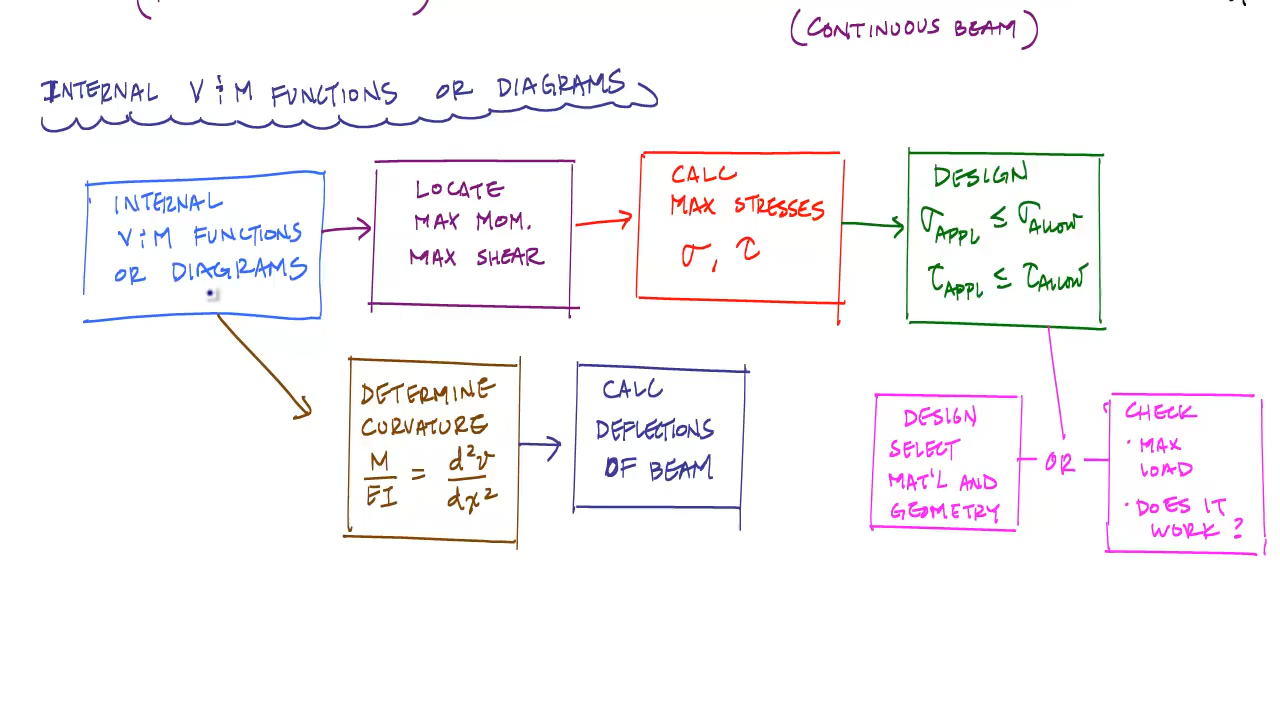 (CONTINUOUS BEAM)
INTERNAL V & M FUNCTIONS OR DIAGRAMS
INTERNAL
V & M FUNCTIONS
OR DIAGRAMS
LOCATE
MAX MOM.
MAX SHEAR
CALC
MAX STRESSES
σ, τ
DESIGN
σAPPL ≤ σALLOW
τAPPL ≤ τALLOW
DETERMINE
CURVATURE
M/EI = d²v/dx²
CALC
DEFLECTIONS
OF BEAM
DESIGN
SELECT
MAT'L AND
GEOMETRY
OR
CHECK
· MAX
LOAD
· DOES IT
WORK?